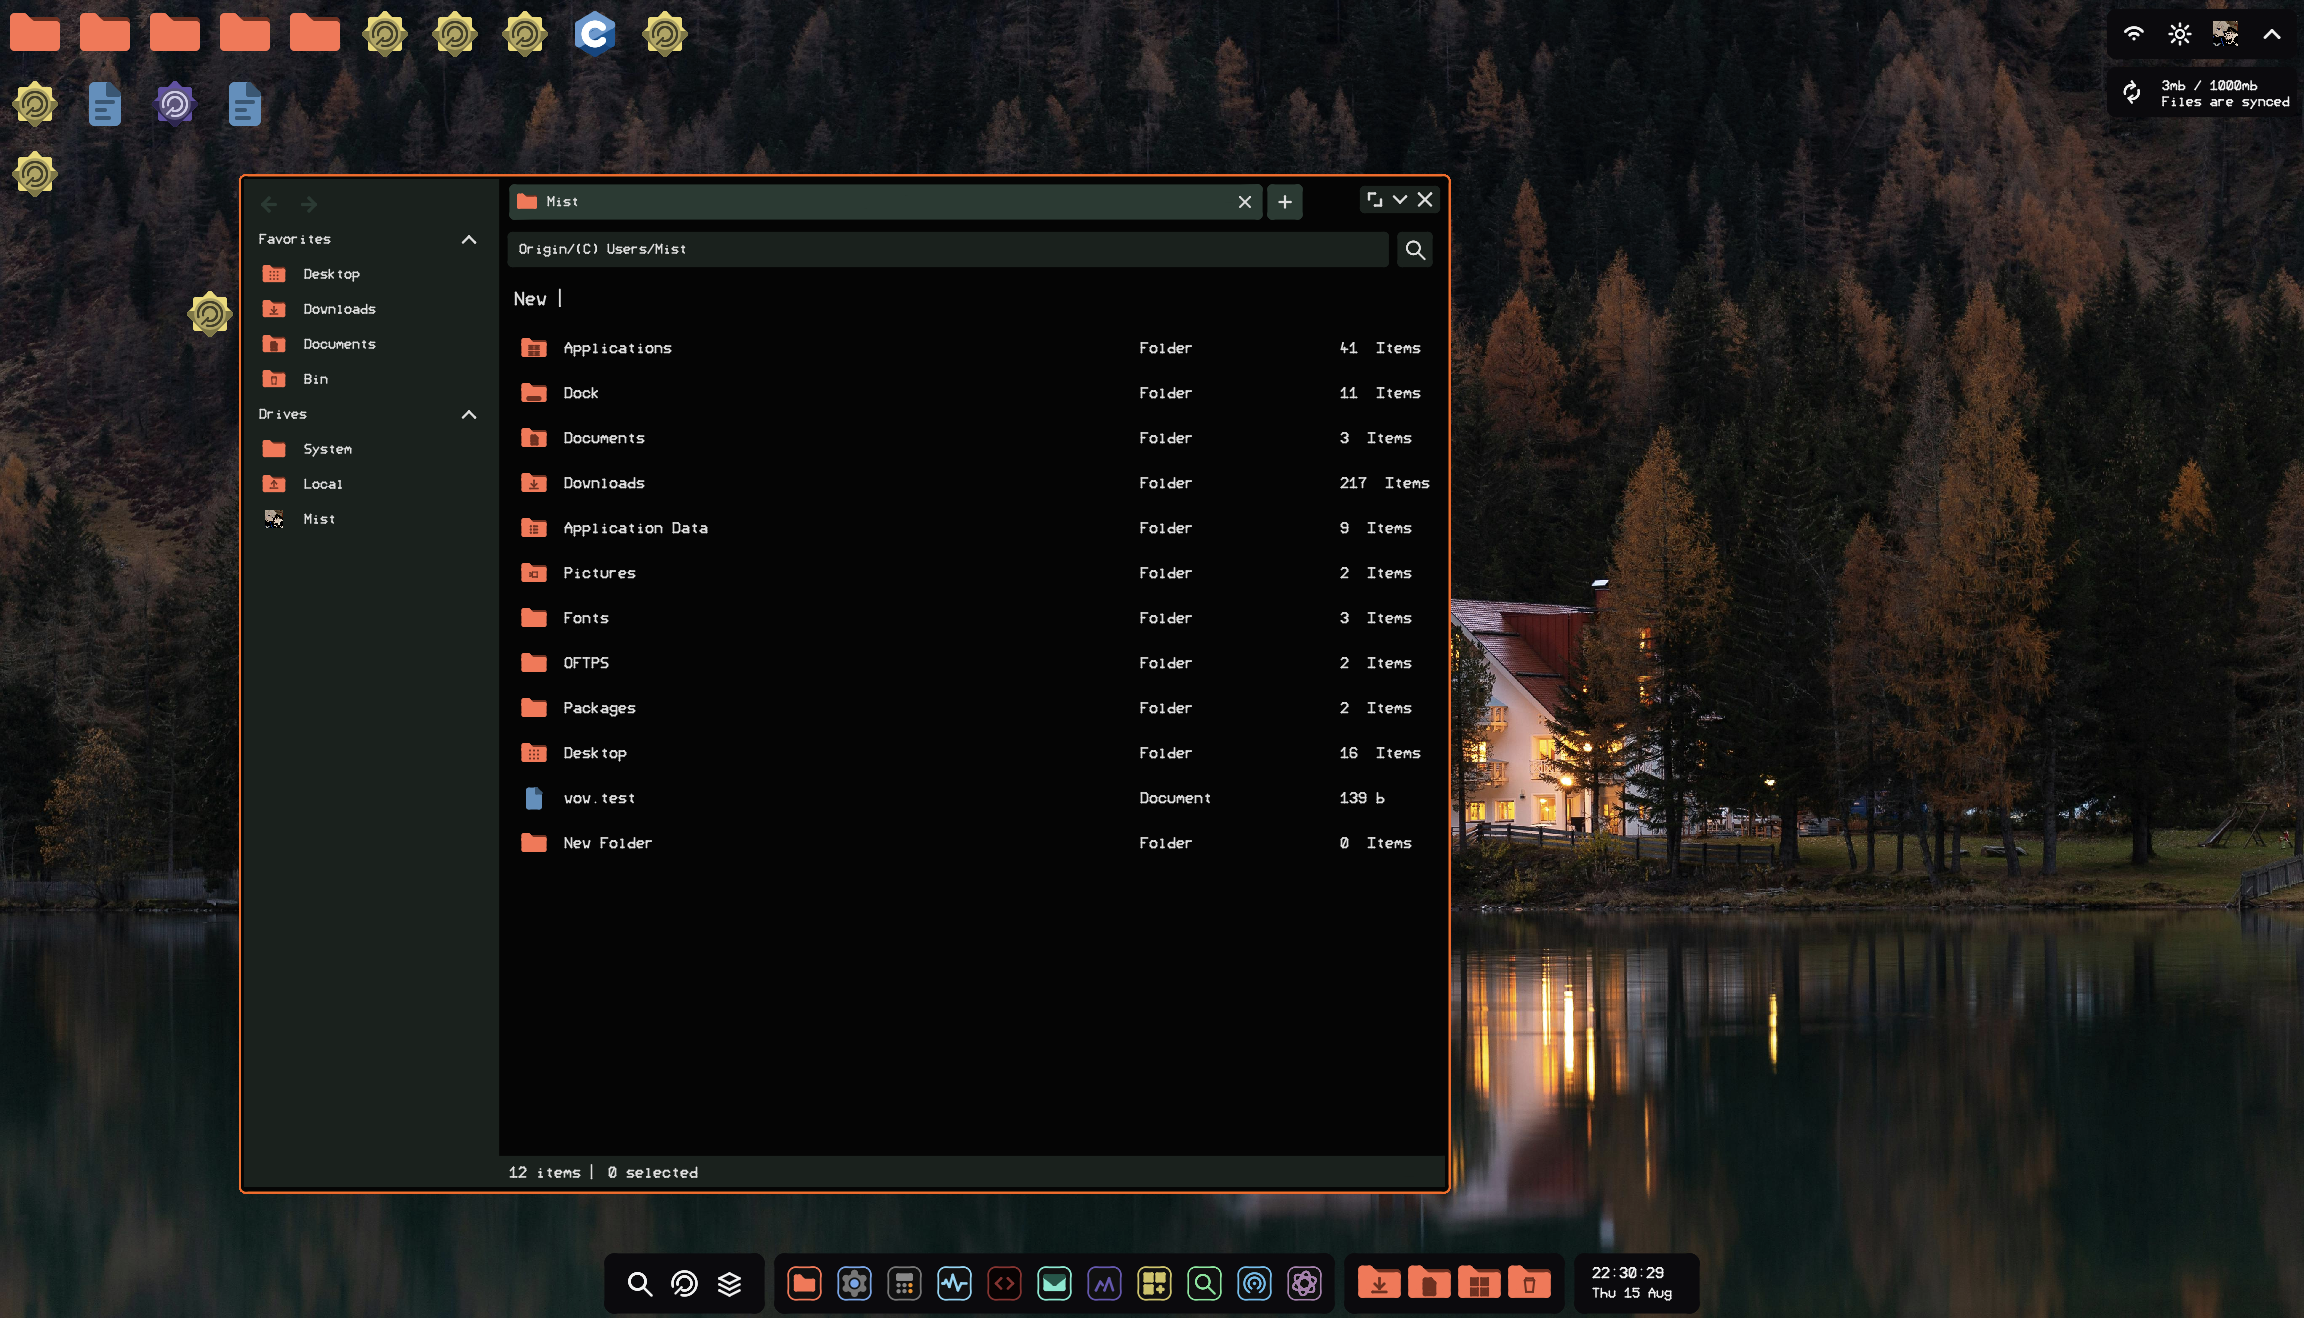 3mb / 1000mb
Files are synced
Mist
Favorites
Origin/(C) Users/Mist
Desktop
Downloads
Documents
Bin
Drives
System
Local
Mist
New |
Applications Folder 41 Items
Dock Folder 11 Items
Documents Folder 3 Items
Downloads Folder 217 Items
Application Data Folder 9 Items
Pictures Folder 2 Items
Fonts Folder 3 Items
OFTPS Folder 2 Items
Packages Folder 2 Items
Desktop Folder 16 Items
wow.test Document 139 b
New Folder Folder 0 Items
12 items | 0 selected
22:30:29
Thu 15 Aug